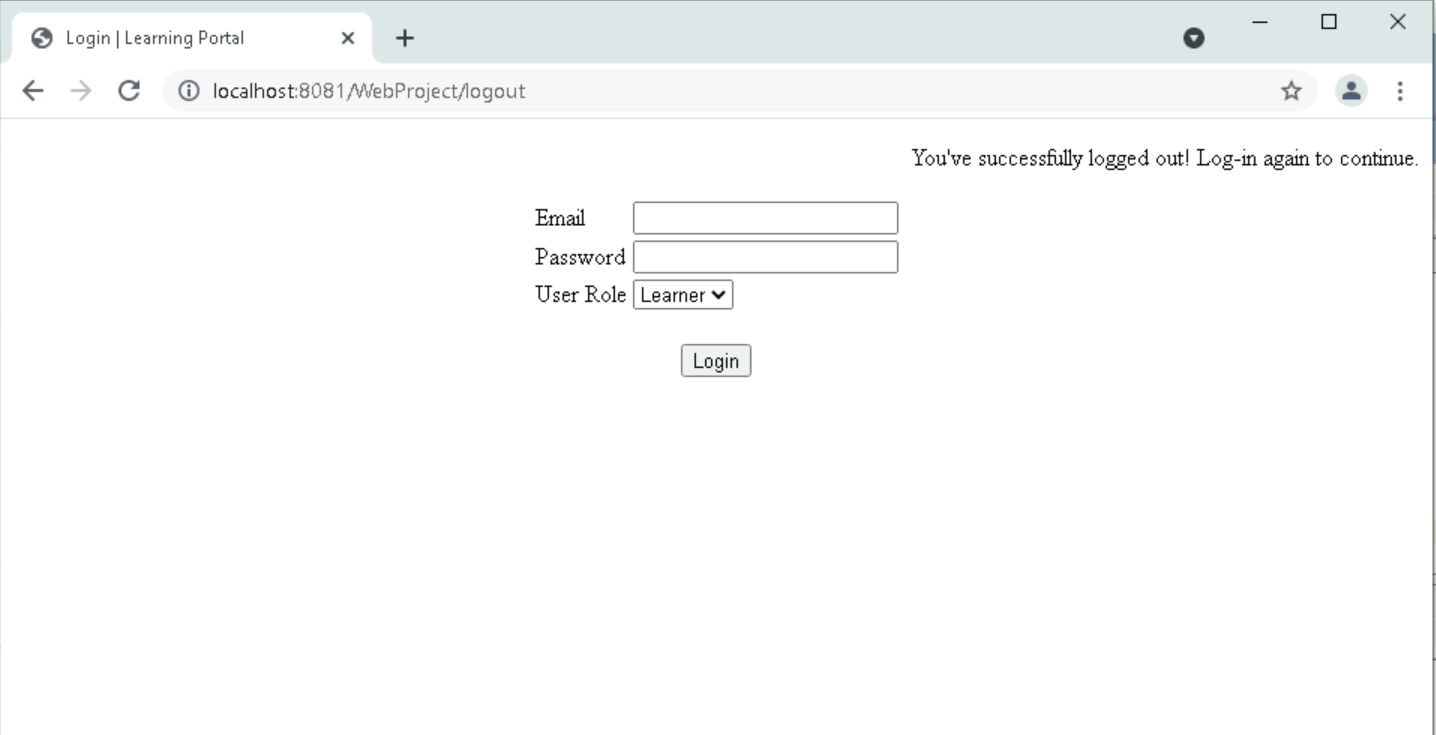 Login | Learning Portal
localhost:8081/WebProject/logout
You've successfully logged out! Log-in again to continue.
Email
Password
User Role Learner
Login